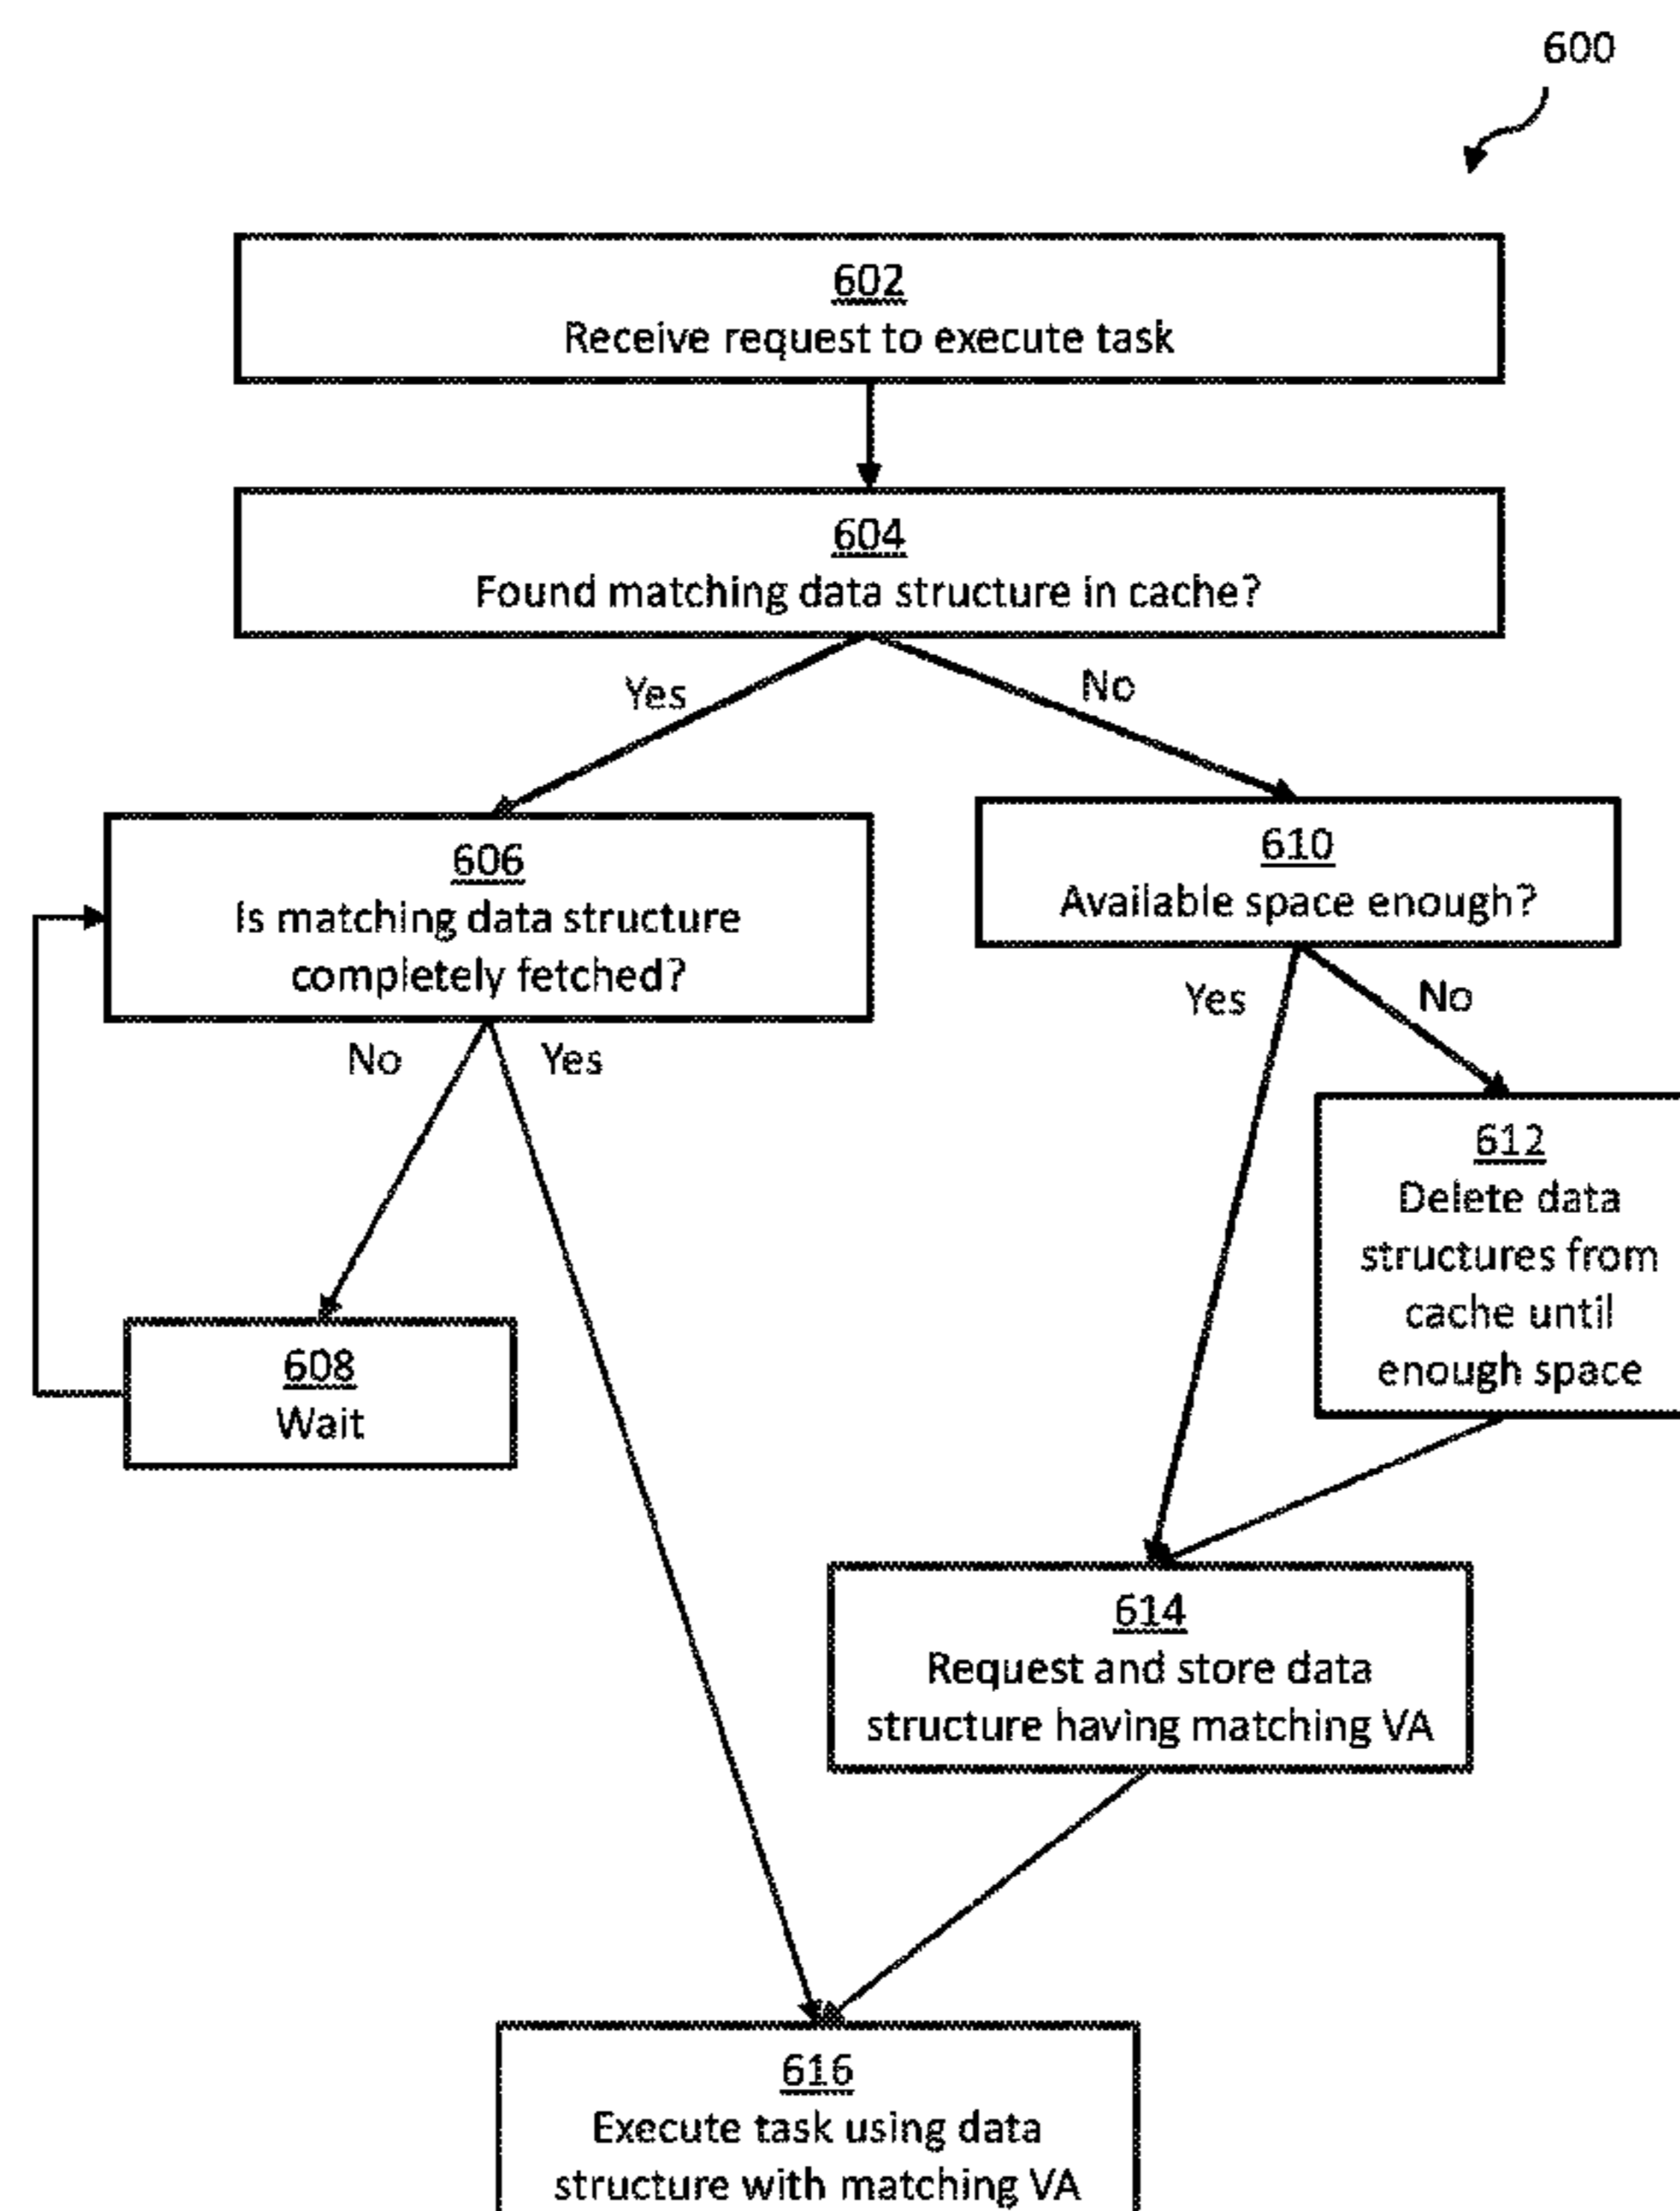 600
602
Receive request to execute task
604
Found matching data structure in cache?
Yes
No
606
Is matching data structure
completely fetched?
610
Available space enough?
No
Yes
Yes
No
612
Delete data
structures from
cache until
enough space
608
Wait
614
Request and store data
structure having matching VA
616
Execute task using data
structure with matching VA